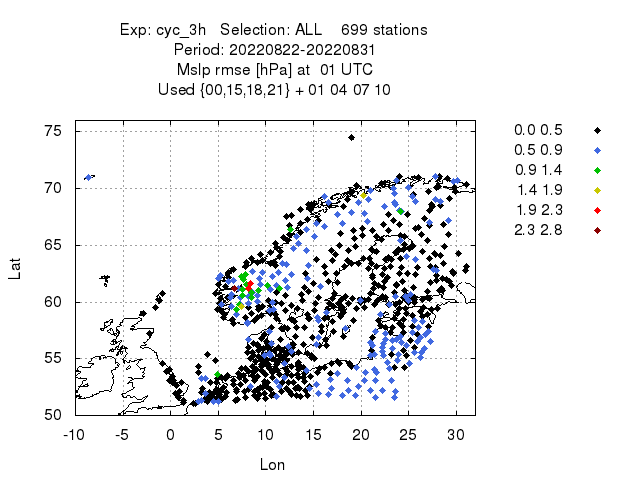 Exp: cyc_3h Selection: ALL 699 stations
Period: 20220822-20220831
Mslp rmse [hPa] at 01 UTC
Used {00,15,18,21} + 01 04 07 10
75
70
65
60
55
50
-10 -5 0 5 10 15 20 25 30
Lat
Lon
0.0 0.5
0.5 0.9
0.9 1.4
1.4 1.9
1.9 2.3
2.3 2.8